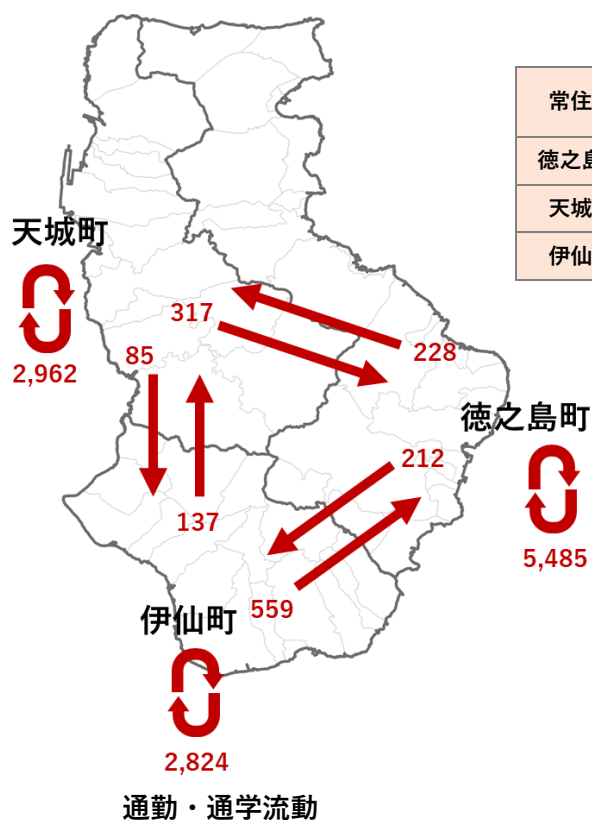 常住
徳之島
天城
伊仙
天城町
2,962
317
228
85
徳之島町
212
5,485
137
559
伊仙町
2,824
通勤・通学流動